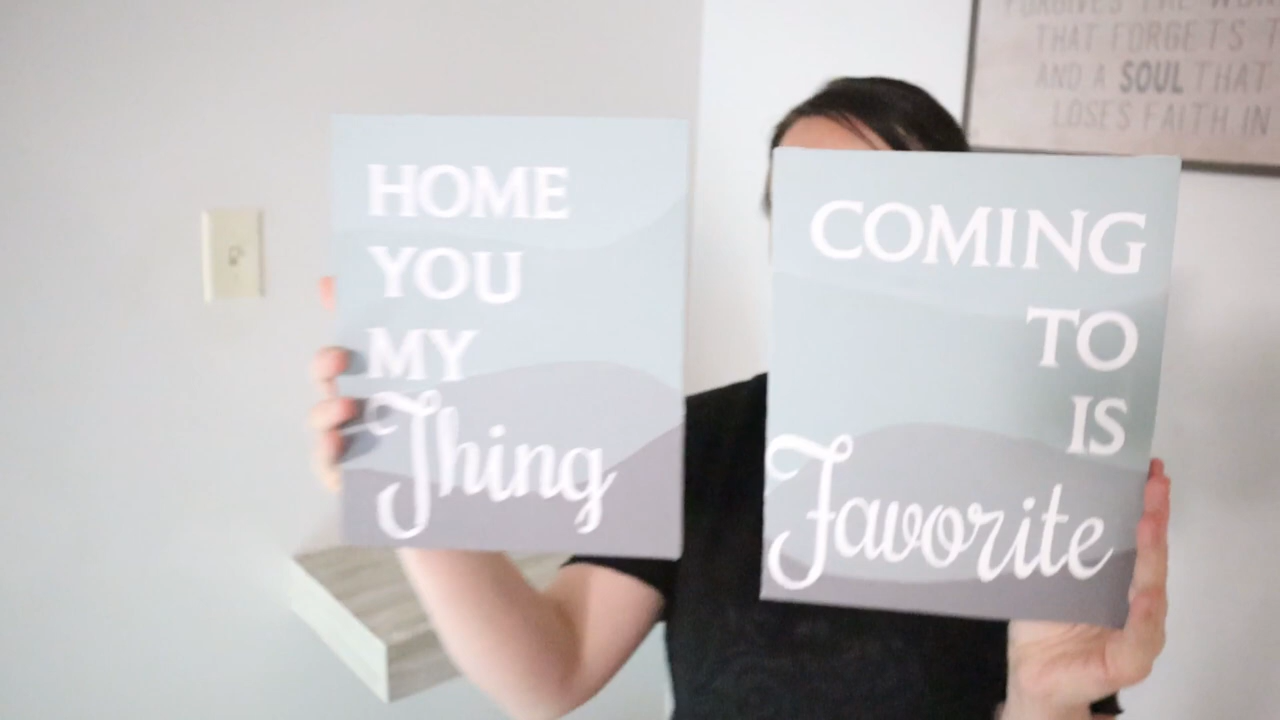 HOME
YOU
MY
Thing
COMING
TO
IS
Favorite
THAT FORGETS
AND A SOUL THAT
LOSES FAITH IN